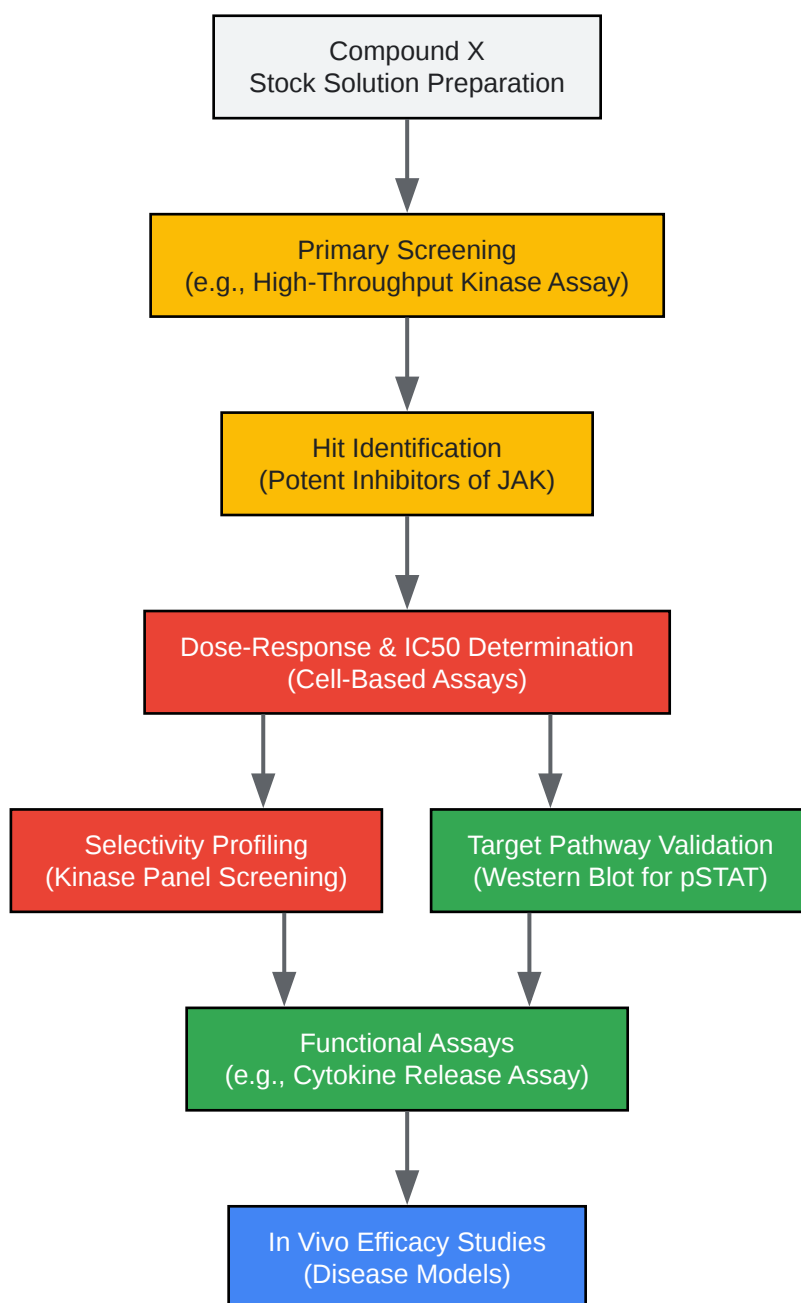 Compound X
Stock Solution Preparation
Primary Screening
(e.g., High-Throughput Kinase Assay)
Hit Identification
(Potent Inhibitors of JAK)
Dose-Response & IC50 Determination
(Cell-Based Assays)
Selectivity Profiling
(Kinase Panel Screening)
Target Pathway Validation
(Western Blot for pSTAT)
Functional Assays
(e.g., Cytokine Release Assay)
In Vivo Efficacy Studies
(Disease Models)